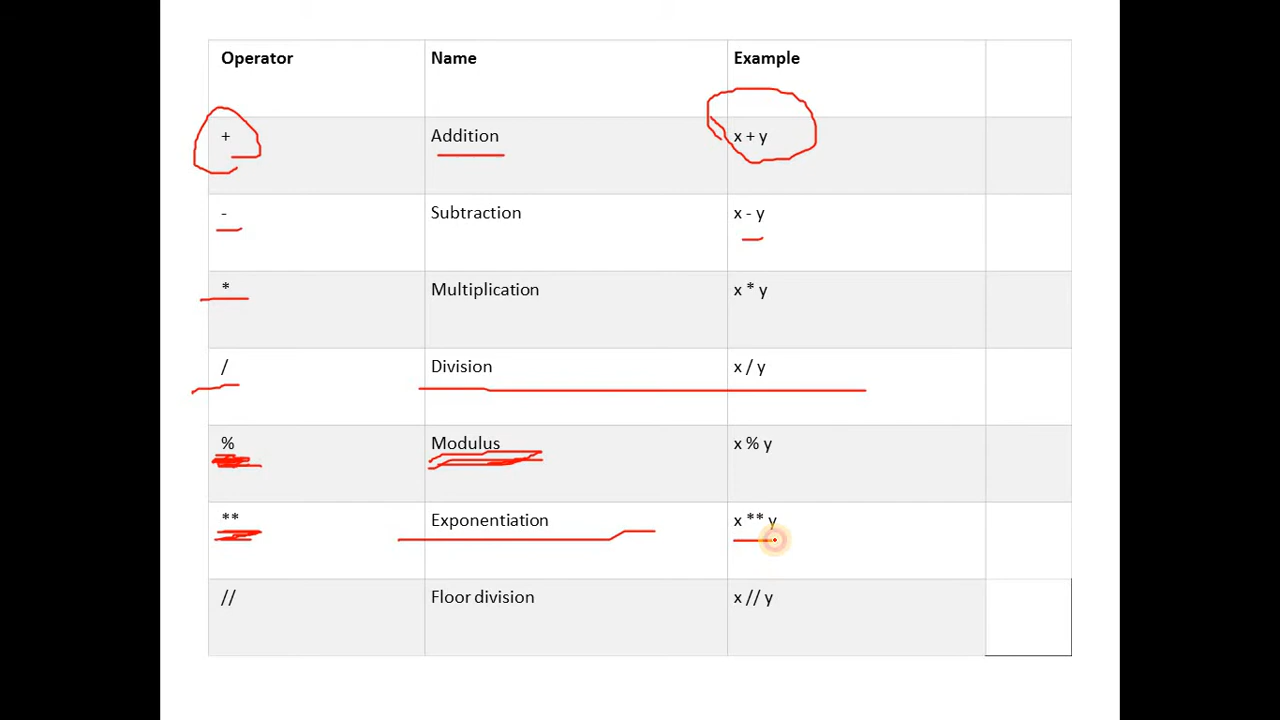 Operator Name Example
+ Addition x + y
- Subtraction x - y
* Multiplication x * y
/ Division x / y
% Modulus x % y
** Exponentiation x ** y
// Floor division x // y